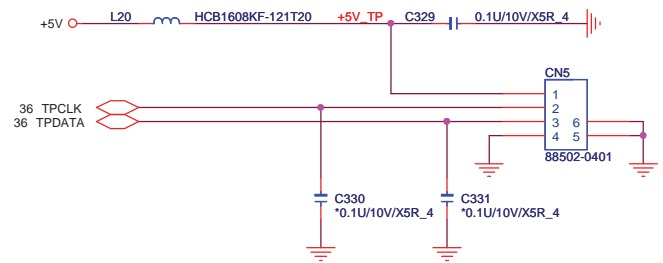 +5V L20 HCB1608KF-121T20 +5V_TP C329 0.1U/10V/X5R_4
CN5
1
36 TPCLK 2
36 TPDATA 3 6
4 5
88502-0401
C330 C331
*0.1U/10V/X5R_4 *0.1U/10V/X5R_4